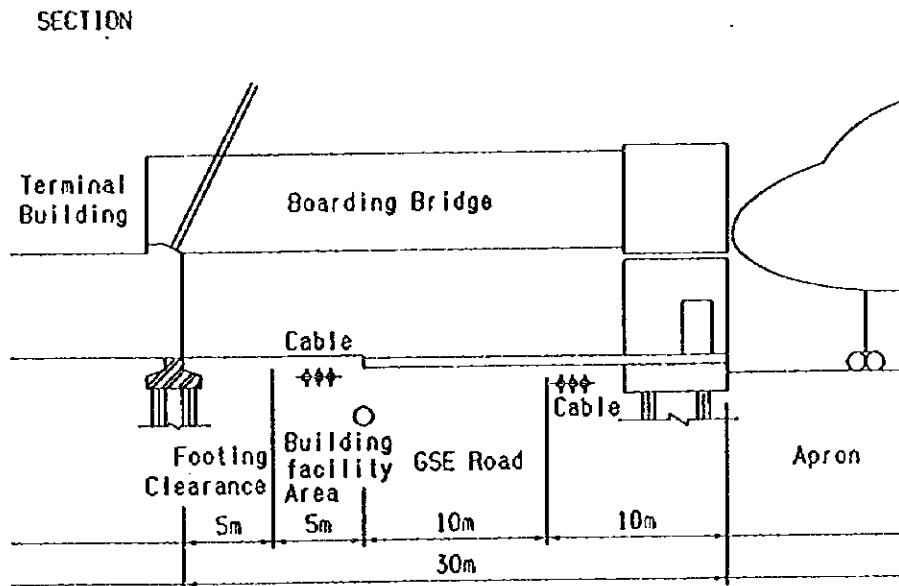 SECTION
Terminal
Building
Boarding Bridge
Cable
Cable
Footing
Clearance
Building
facility
Area
GSE Road
Apron
5m
5m
10m
10m
30m